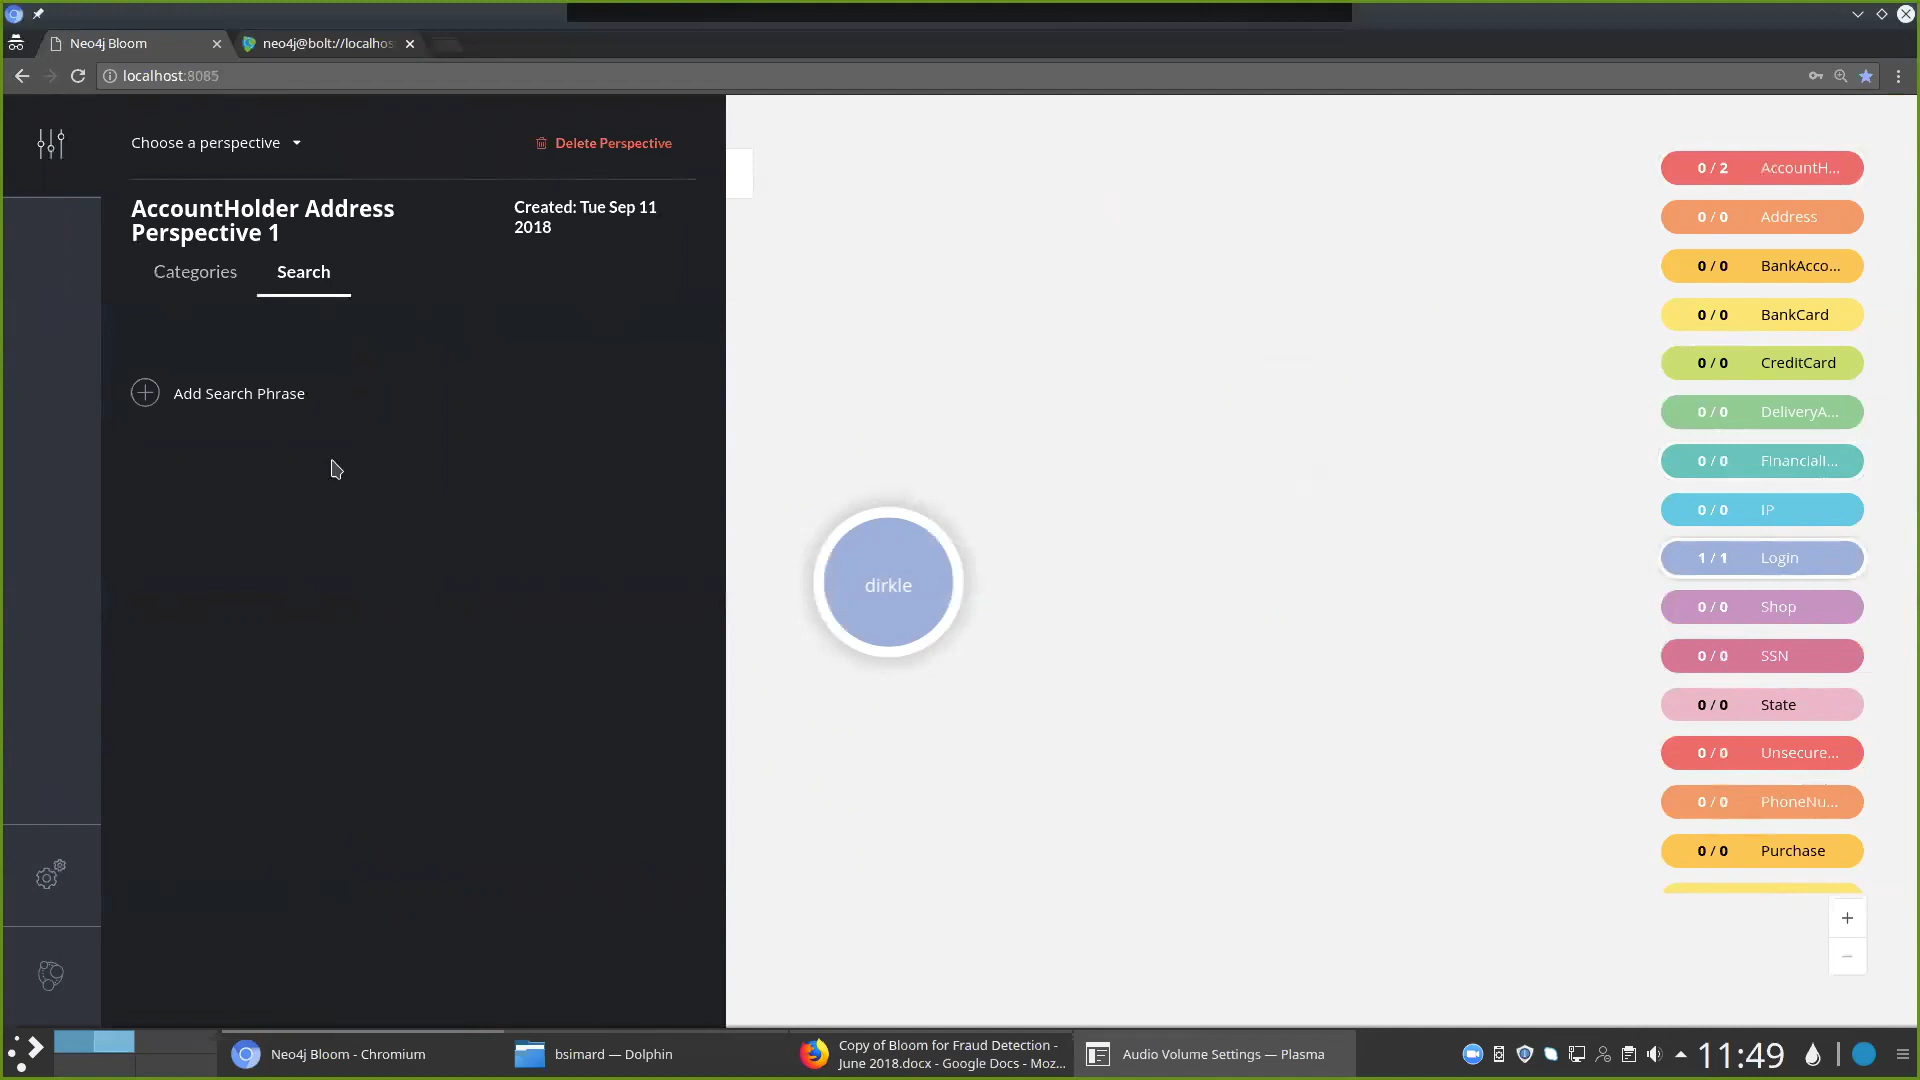 Neo4j Bloom
neo4j@bolt://localhos
localhost:8085
Choose a perspective
Delete Perspective
AccountHolder Address
Perspective 1
Created: Tue Sep 11
2018
Categories
Search
Add Search Phrase
dirkle
0 / 2 AccountH...
0 / 0 Address
0 / 0 BankAcco...
0 / 0 BankCard
0 / 0 CreditCard
0 / 0 DeliveryA...
0 / 0 FinancialI...
0 / 0 IP
1 / 1 Login
0 / 0 Shop
0 / 0 SSN
0 / 0 State
0 / 0 Unsecure...
0 / 0 PhoneNu...
0 / 0 Purchase
+
−
Neo4j Bloom - Chromium
bsimard — Dolphin
Copy of Bloom for Fraud Detection -
June 2018.docx - Google Docs - Moz...
Audio Volume Settings — Plasma
11:49